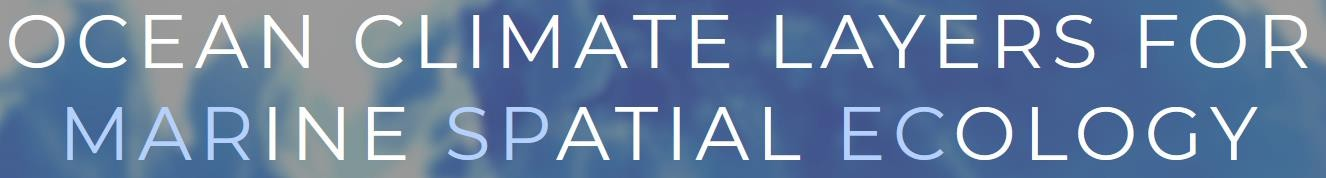 OCEAN CLIMATE LAYERS FOR
MARINE SPATIAL ECOLOGY